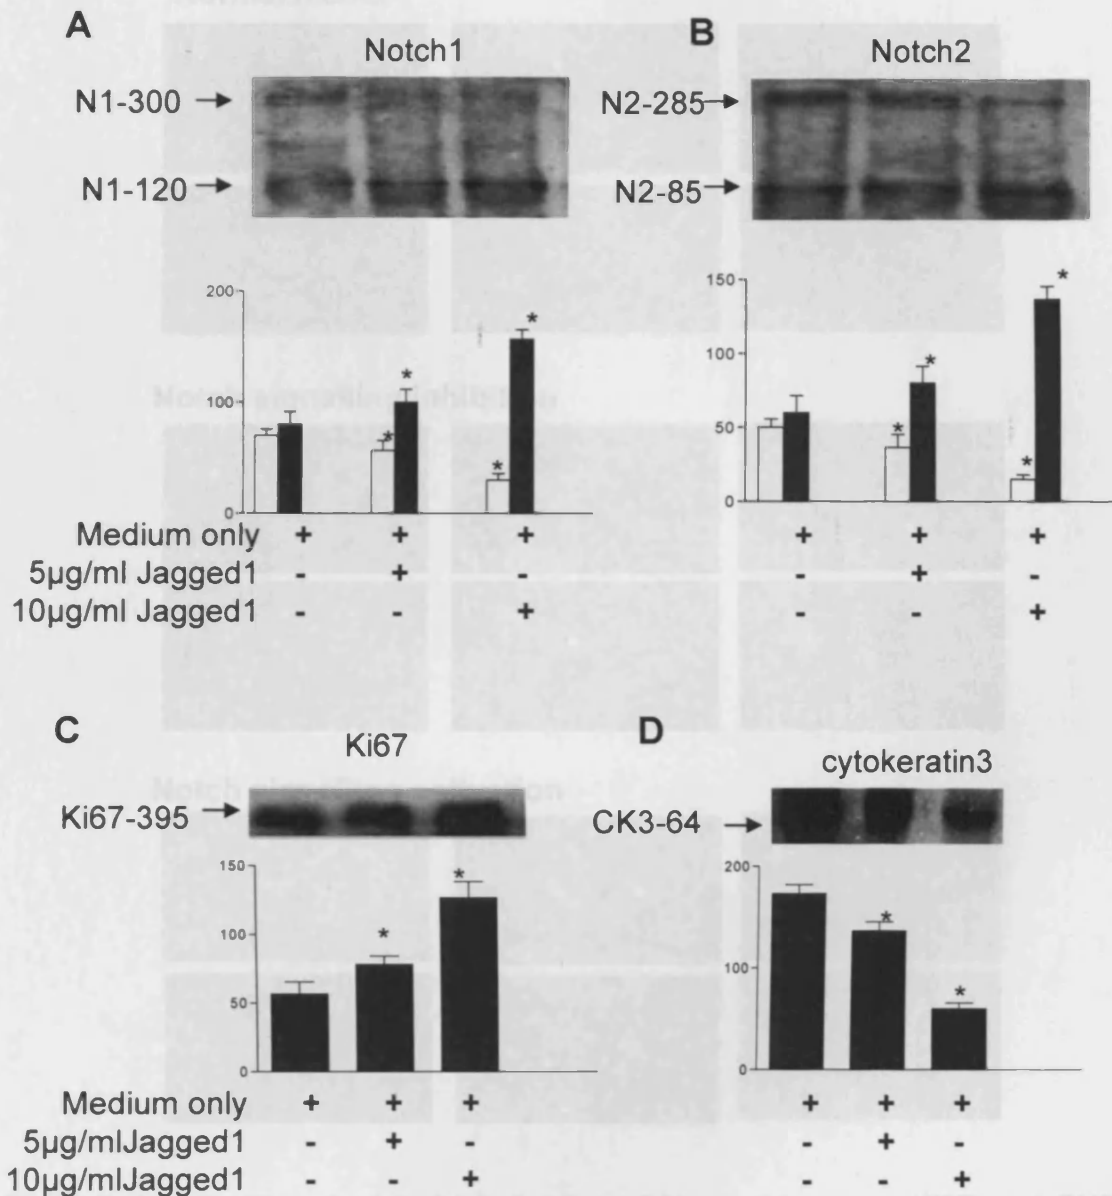 A
Notch1
N1-300
N1-120
200
100
0
*
*
*
*
Medium only + + +
5µg/ml Jagged1 - + -
10µg/ml Jagged1 - - +
B
Notch2
N2-285
N2-85
150
100
50
0
*
*
*
*
+ + +
- + -
- - +
C
Ki67
Ki67-395
150
100
50
0
*
*
Medium only + + +
5µg/mlJagged1 - + -
10µg/mlJagged1 - - +
D
cytokeratin3
CK3-64
200
100
0
*
*
+ + +
- + -
- - +